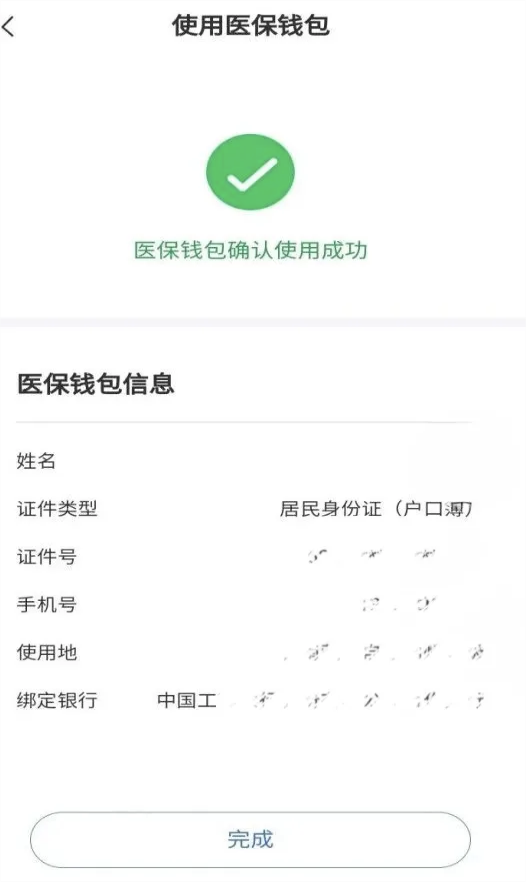 使用医保钱包
医保钱包确认使用成功
医保钱包信息
姓名
证件类型 居民身份证（户口簿）
证件号
手机号
使用地
绑定银行 中国工
完成